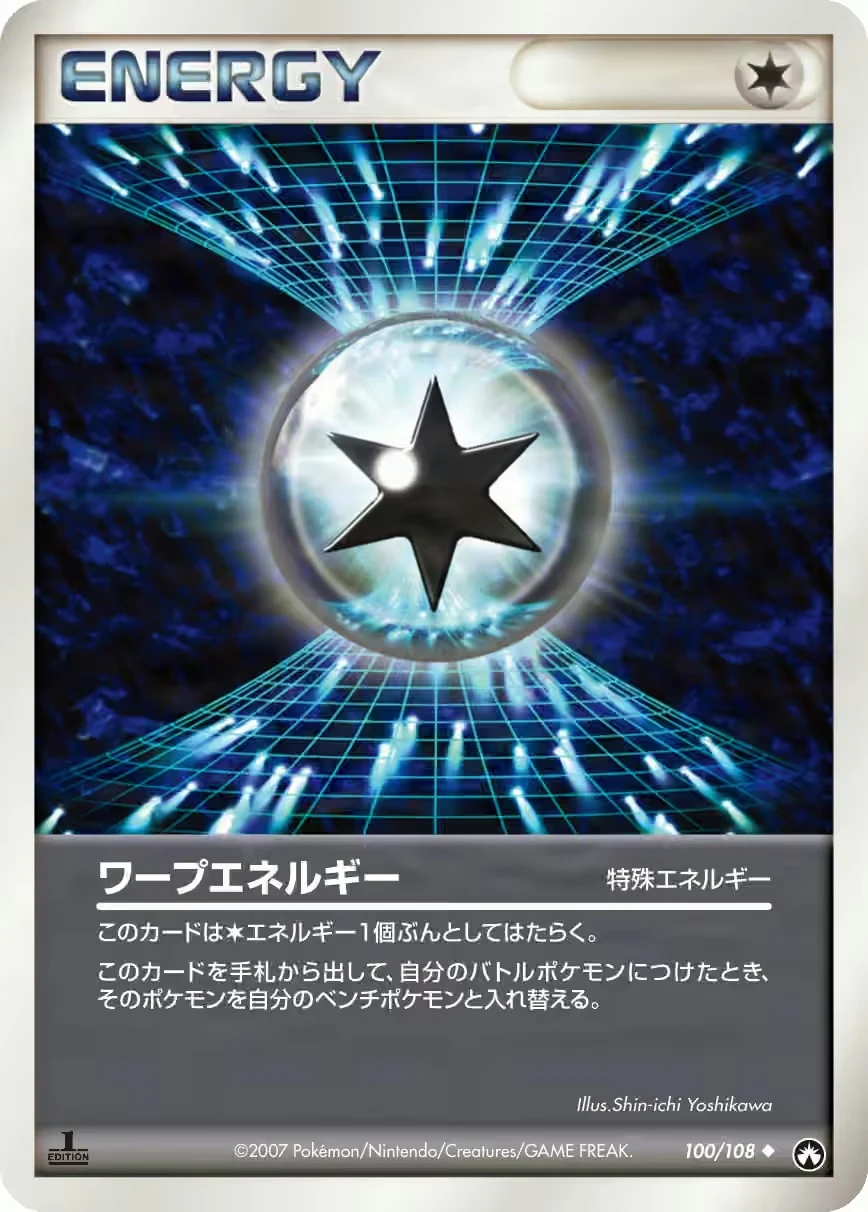 ENERGY
ワープエネルギー
特殊エネルギー
このカードは✶エネルギー1個ぶんとしてはたらく。
このカードを手札から出して、自分のバトルポケモンにつけたとき、
そのポケモンを自分のベンチポケモンと入れ替える。
Illus.Shin-ichi Yoshikawa
1
EDITION
©2007 Pokémon/Nintendo/Creatures/GAME FREAK.
100/108 ◆